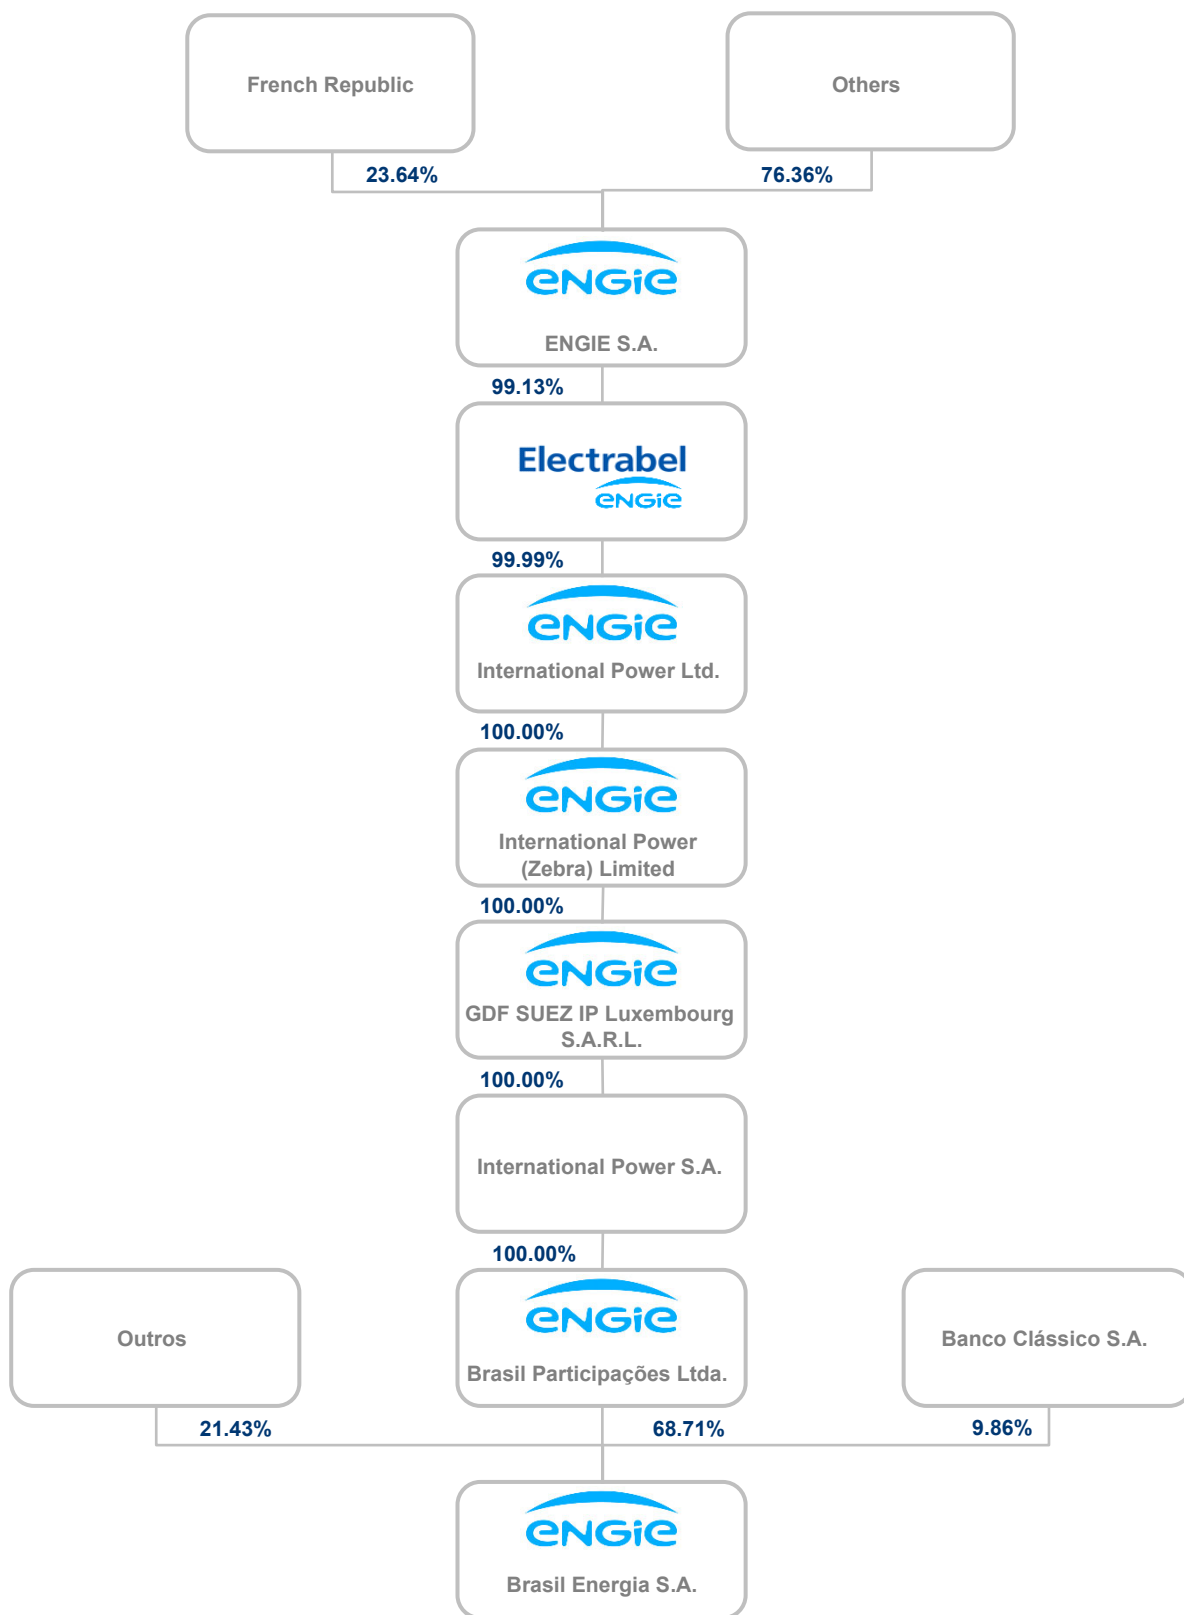 French Republic
Others
23.64%
76.36%
ENGIE
ENGIE S.A.
99.13%
Electrabel
ENGIE
99.99%
ENGIE
International Power Ltd.
100.00%
ENGIE
International Power
(Zebra) Limited
100.00%
ENGIE
GDF SUEZ IP Luxembourg
S.A.R.L.
100.00%
International Power S.A.
100.00%
Outros
ENGIE
Brasil Participações Ltda.
Banco Clássico S.A.
21.43%
68.71%
9.86%
ENGIE
Brasil Energia S.A.